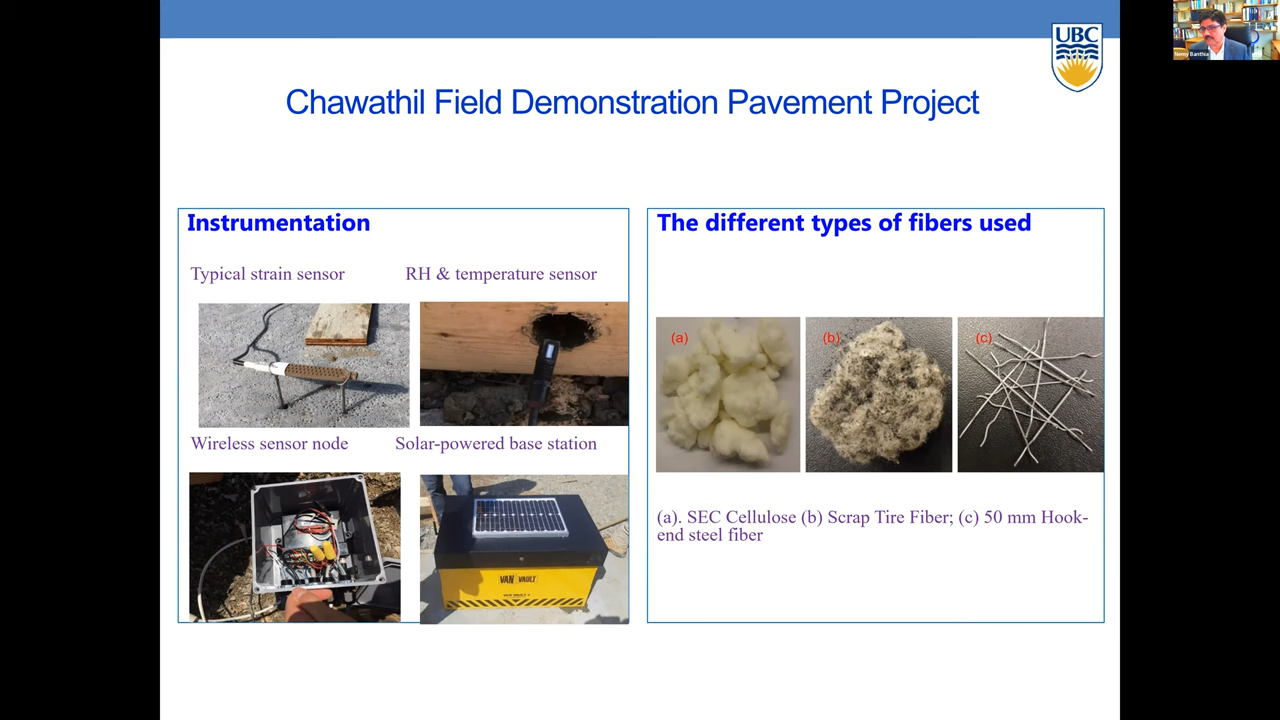 UBC
Nemy Banthia
Chawathil Field Demonstration Pavement Project
Instrumentation
Typical strain sensor
RH & temperature sensor
Wireless sensor node
Solar-powered base station
VAN VAULT
The different types of fibers used
(a)
(b)
(c)
(a). SEC Cellulose (b) Scrap Tire Fiber; (c) 50 mm Hook-
end steel fiber